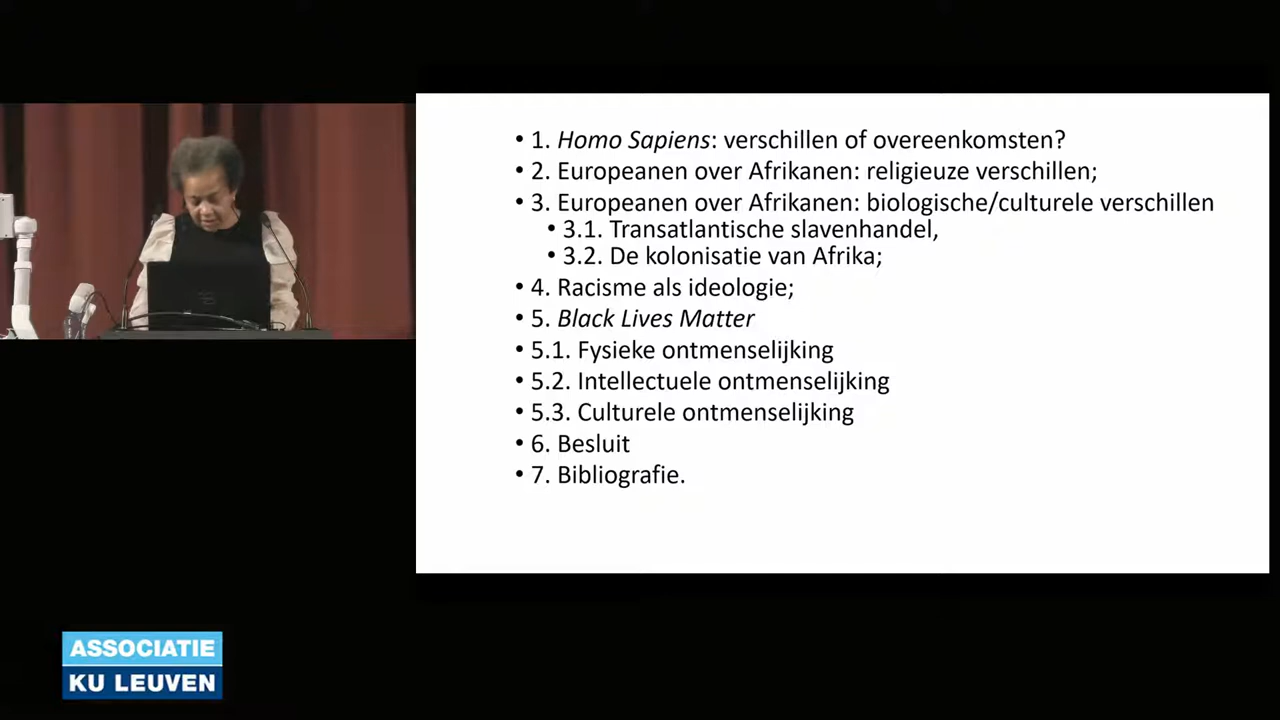 • 1. Homo Sapiens: verschillen of overeenkomsten?
• 2. Europeanen over Afrikanen: religieuze verschillen;
• 3. Europeanen over Afrikanen: biologische/culturele verschillen
• 3.1. Transatlantische slavenhandel,
• 3.2. De kolonisatie van Afrika;
• 4. Racisme als ideologie;
• 5. Black Lives Matter
• 5.1. Fysieke ontmenselijking
• 5.2. Intellectuele ontmenselijking
• 5.3. Culturele ontmenselijking
• 6. Besluit
• 7. Bibliografie.
ASSOCIATIE
KU LEUVEN